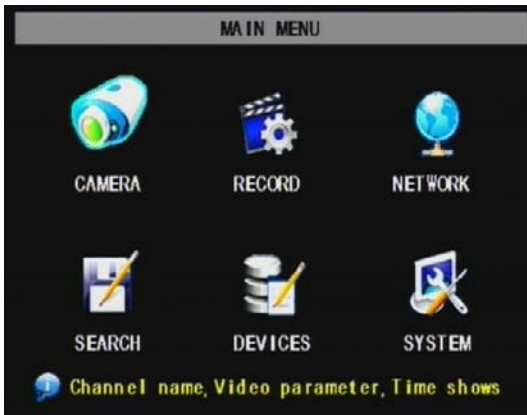 MAIN MENU
CAMERA RECORD NETWORK
SEARCH DEVICES SYSTEM
Channel name, Video parameter, Time shows